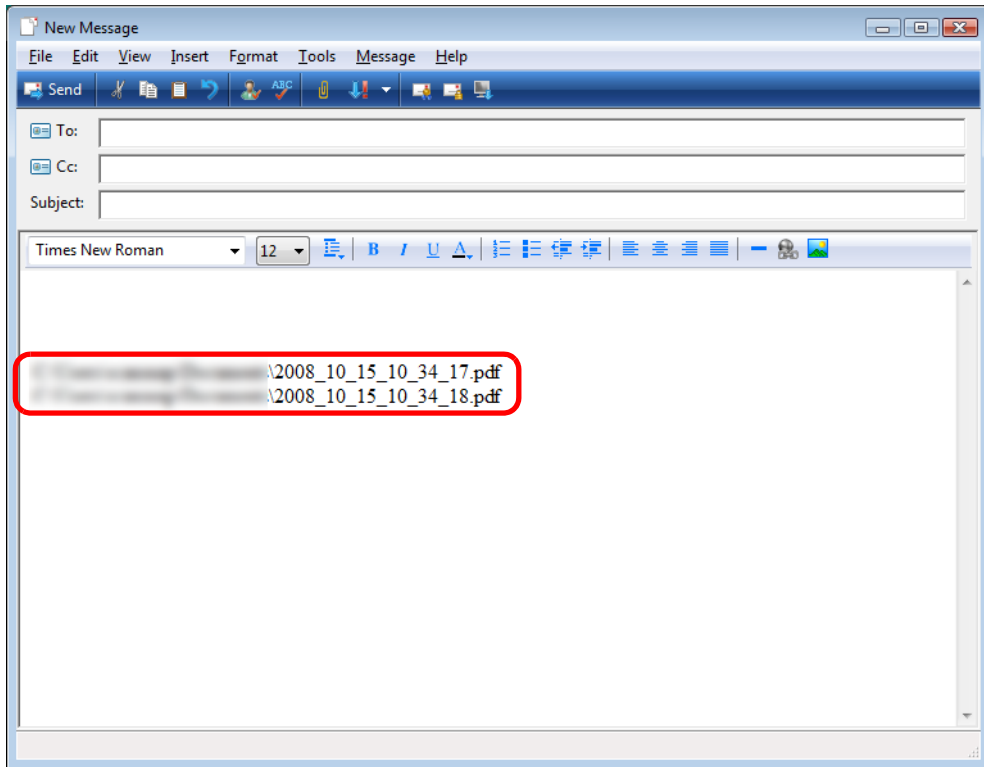 New Message
File Edit View Insert Format Tools Message Help
Send ABC
To:
Cc:
Subject:
Times New Roman 12 B I U A
\2008_10_15_10_34_17.pdf
\2008_10_15_10_34_18.pdf